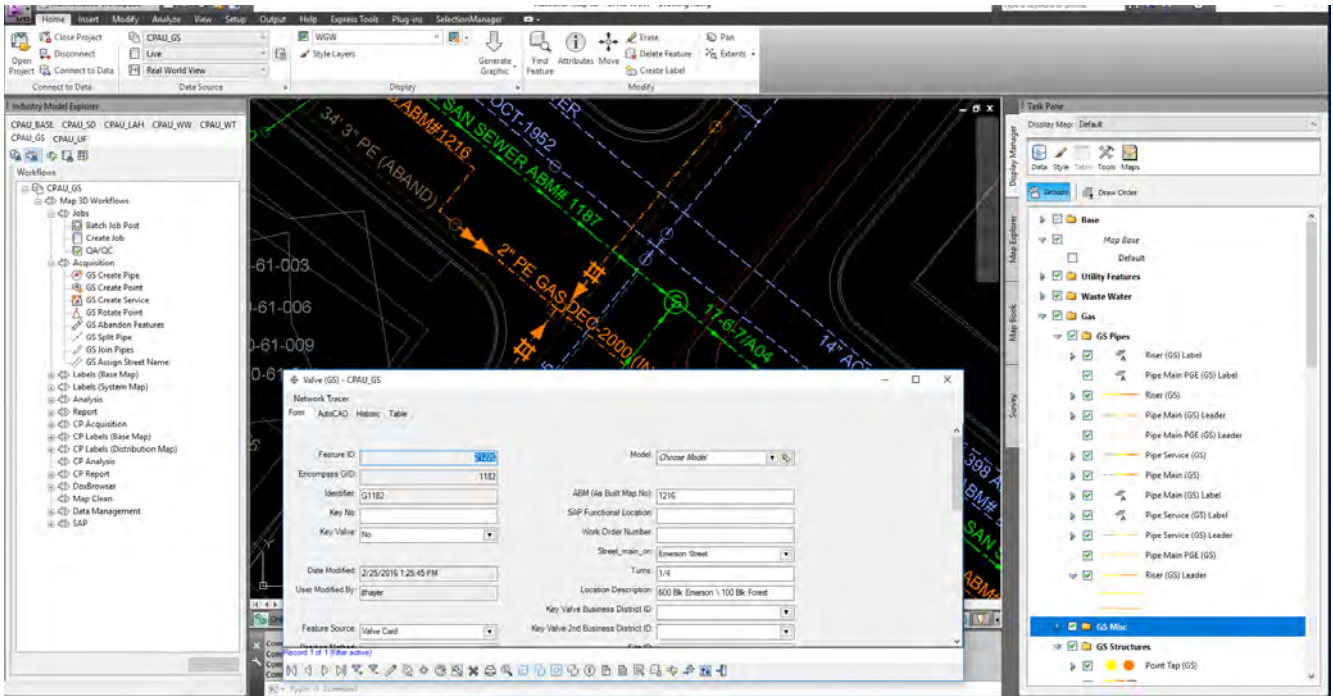 Home Insert Modify Analyze View Setup Output Help Express Tools Plug-ins SelectionManager
Close Project
Disconnect
Connect to Data
Open
Project
CPAU_GS
Live
Real World View
WGW
Style Layers
Generate
Graphic
Find
Feature
Attributes
Move
Erase
Delete Feature
Create Label
Pan
Extents
Connect to Data
Data Source
Display
Modify
Industry Model Explorer
CPAU_BASE CPAU_SD CPAU_LAH CPAU_WW CPAU_WT
CPAU_GS CPAU_UF
Workflows
CPAU_GS
Map 3D Workflows
Jobs
Batch Job Post
Create Job
QA/QC
Acquisition
GS Create Pipe
GS Create Point
GS Create Service
GS Rotate Point
GS Abandon Features
GS Split Pipe
GS Join Pipes
GS Assign Street Name
Labels (Base Map)
Labels (System Map)
Analysis
Report
CP Acquisition
CP Labels (Base Map)
CP Labels (Distribution Map)
CP Analysis
CP Report
DoxBrowser
Map Clean
Data Management
SAP
34' 3" PE (ABAND)
ABM#1216
SAN SEWER ABM# 1187
OCT-1952
2" PE GAS DEC-2000
17-6-7/A04
-61-003
-61-006
-61-009
Valve (GS) - CPAU_GS
Network Tracer
Form AutoCAD Historic Table
Feature ID:
Encompass GID: 1182
Identifier: G1182
Key No:
Key Valve: No
Date Modified: 2/25/2016 1:25:45 PM
User Modified By: thayer
Feature Source: Valve Card
Model: Choose Model
ABM (As Built Map No): 1216
SAP Functional Location:
Work Order Number:
Street_main_on: Emerson Street
Turns: 1/4
Location Description: 600 Blk Emerson \ 100 Blk Forest
Key Valve Business District ID:
Key Valve 2nd Business District ID:
Record 1 of 1 (Filter active)
Type a command
Task Pane
Display Map: Default
Data Style Table Tools Maps
Groups Draw Order
Display Manager
Map Explorer
Map Book
Survey
Base
Map Base
Default
Utility Features
Waste Water
Gas
GS Pipes
Riser (GS) Label
Pipe Main PGE (GS) Label
Riser (GS)
Pipe Main (GS) Leader
Pipe Main PGE (GS) Leader
Pipe Service (GS)
Pipe Main (GS) Label
Pipe Service (GS) Label
Pipe Service (GS) Leader
Pipe Main PGE (GS)
Riser (GS) Leader
GS Misc
GS Structures
Point Tap (GS)